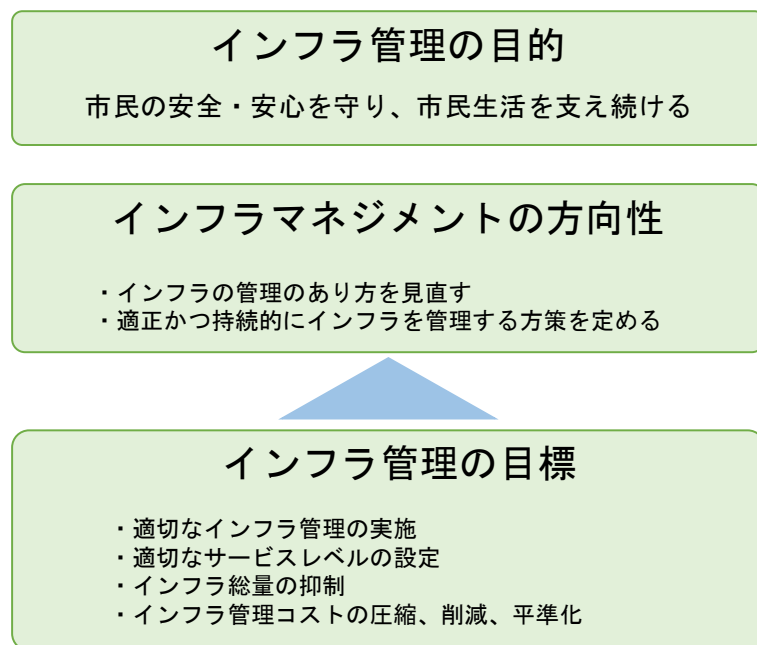 インフラ管理の目的
市民の安全・安心を守り、市民生活を支え続ける
インフラマネジメントの方向性
・インフラの管理のあり方を見直す
・適正かつ持続的にインフラを管理する方策を定める
インフラ管理の目標
・適切なインフラ管理の実施
・適切なサービスレベルの設定
・インフラ総量の抑制
・インフラ管理コストの圧縮、削減、平準化